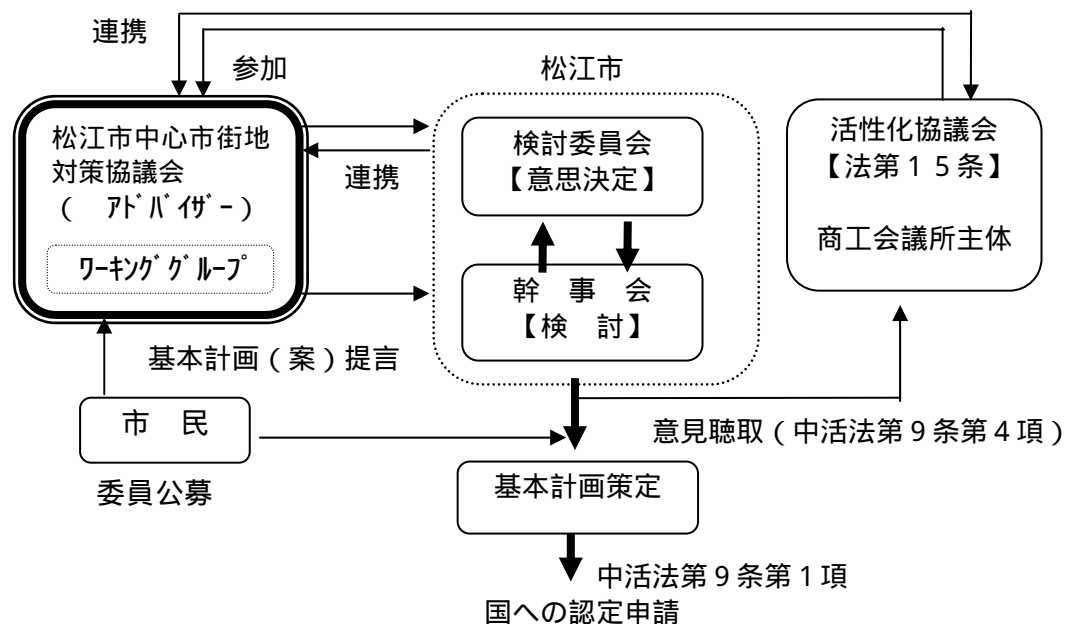 連携
参加
松江市
松江市中心市街地
対策協議会
（　ｱﾄﾞﾊﾞｲｻﾞｰ）
ﾜｰｷﾝｸﾞｸﾞﾙｰﾌﾟ
連携
検討委員会
【意思決定】
幹　事　会
【検　討】
活性化協議会
【法第１５条】
商工会議所主体
基本計画（案）提言
市　民
委員公募
意見聴取（中活法第９条第４項）
基本計画策定
中活法第９条第１項
国への認定申請